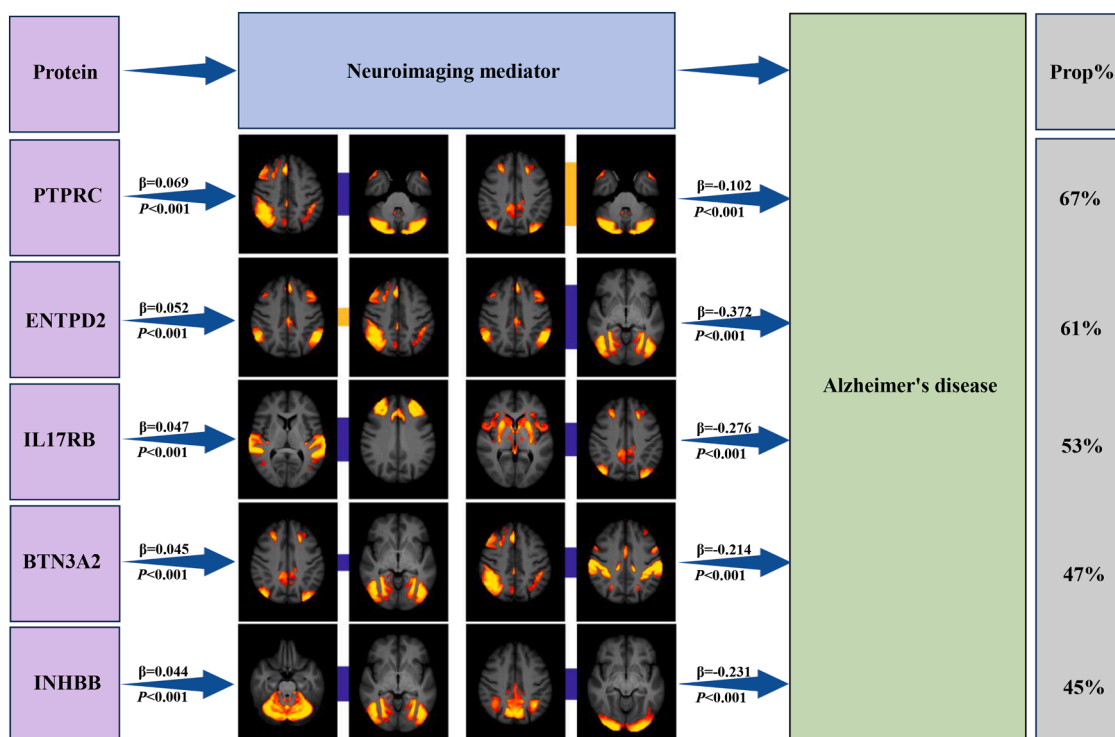 Protein
Neuroimaging mediator
Prop%
PTPRC
β=0.069
P<0.001
β=-0.102
P<0.001
67%
ENTPD2
β=0.052
P<0.001
β=-0.372
P<0.001
61%
Alzheimer's disease
IL17RB
β=0.047
P<0.001
β=-0.276
P<0.001
53%
BTN3A2
β=0.045
P<0.001
β=-0.214
P<0.001
47%
INHBB
β=0.044
P<0.001
β=-0.231
P<0.001
45%